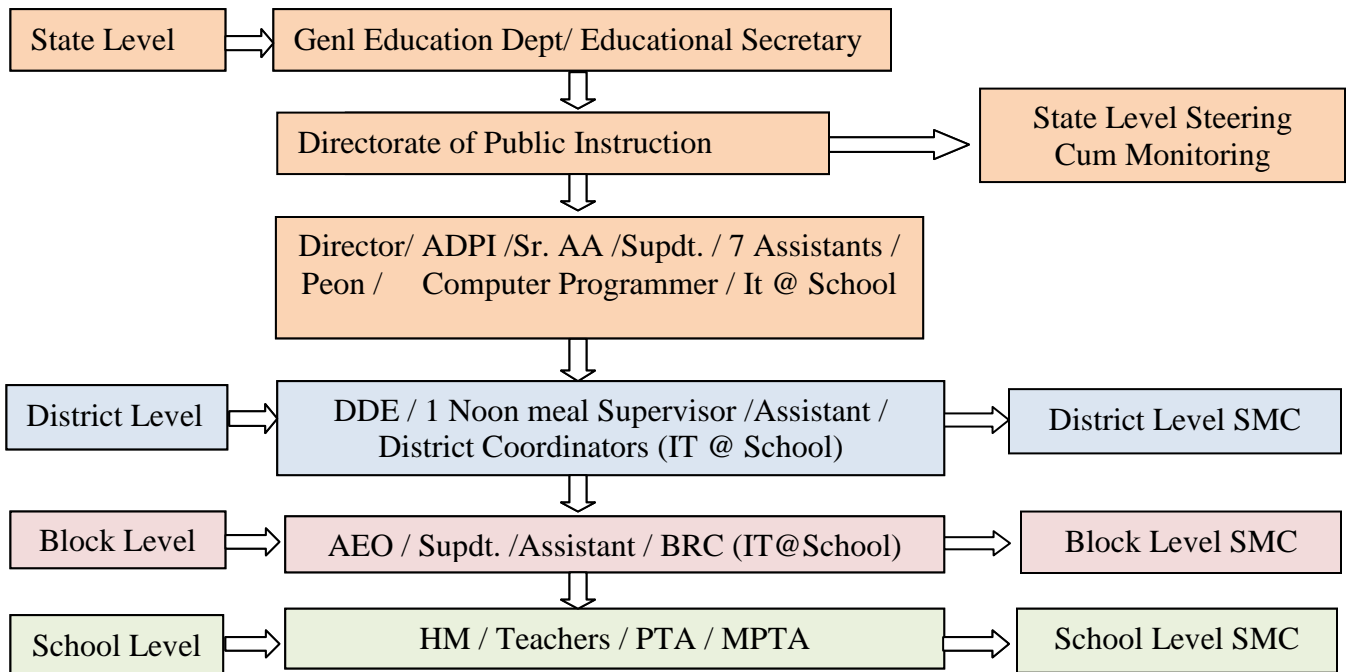 State Level
Genl Education Dept/ Educational Secretary
Directorate of Public Instruction
State Level Steering
Cum Monitoring
Director/ ADPI /Sr. AA /Supdt. / 7 Assistants /
Peon / Computer Programmer / It @ School
District Level
DDE / 1 Noon meal Supervisor /Assistant /
District Coordinators (IT @ School)
District Level SMC
Block Level
AEO / Supdt. /Assistant / BRC (IT@School)
Block Level SMC
School Level
HM / Teachers / PTA / MPTA
School Level SMC